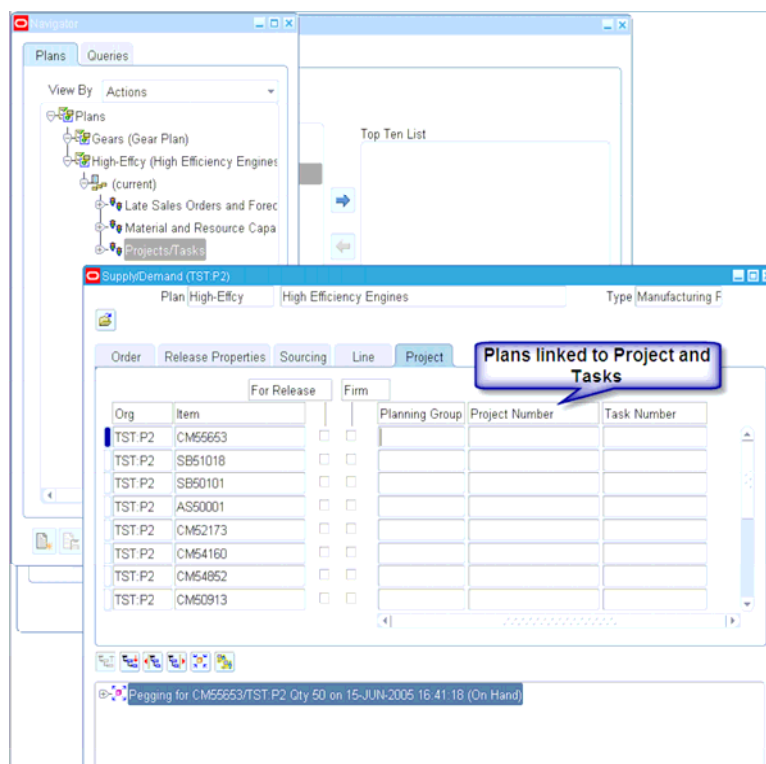 Navigator
Plans Queries
View By Actions
Plans
Gears (Gear Plan)
High-Effcy (High Efficiency Engines
(current)
Late Sales Orders and Forec
Material and Resource Capa
Projects/Tasks
Top Ten List
Supply/Demand (TST:P2)
Plan High-Effcy High Efficiency Engines Type Manufacturing P
Order Release Properties Sourcing Line Project
Plans linked to Project and
Tasks
For Release Firm
Org Item Planning Group Project Number Task Number
TST:P2 CM55653
TST:P2 SB51018
TST:P2 SB50101
TST:P2 AS50001
TST:P2 CM52173
TST:P2 CM54160
TST:P2 CM54852
TST:P2 CM50913
Pegging for CM55653/TST:P2 Qty 50 on 15-JUN-2005 16:41:18 (On Hand)